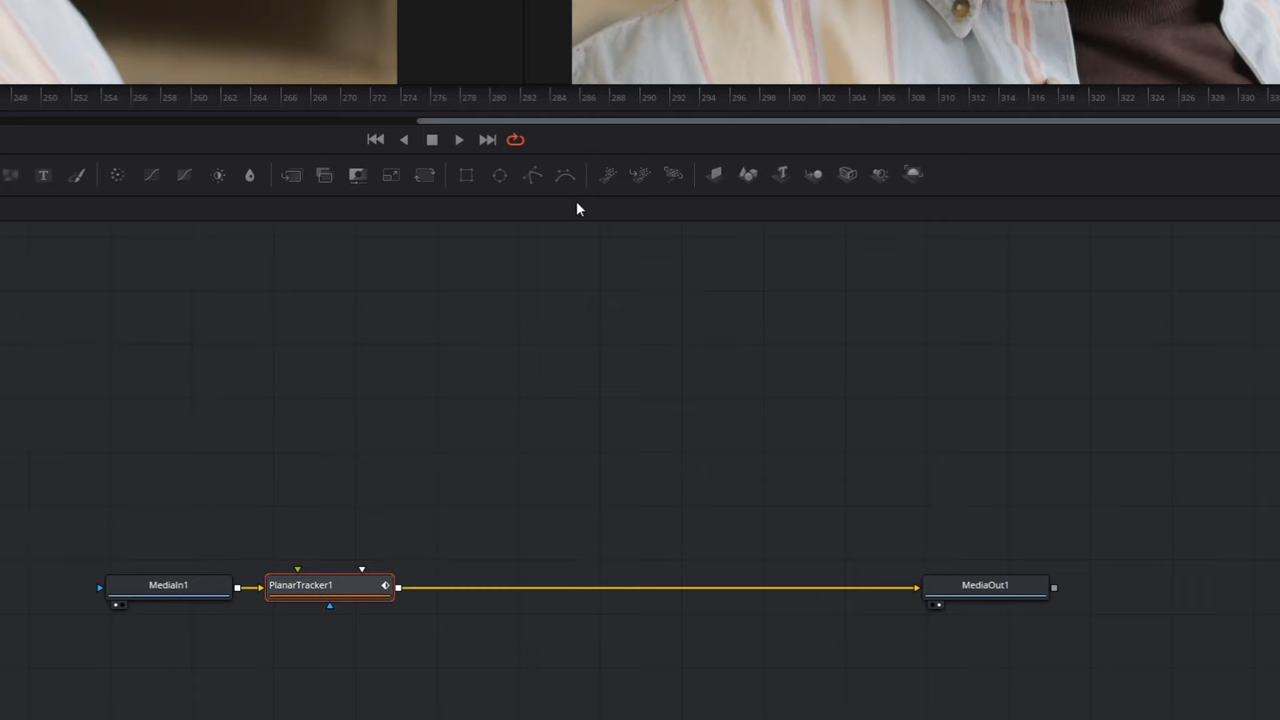 248 250 252 254 256 258 260 262 264 266 268 270 272 274 276 278 280 282 284 286 288 290 292 294 296 298 300 302 304 306 308 310 312 314 316 318 320 322 324 326 328 330
T
MediaIn1 PlanarTracker1 MediaOut1